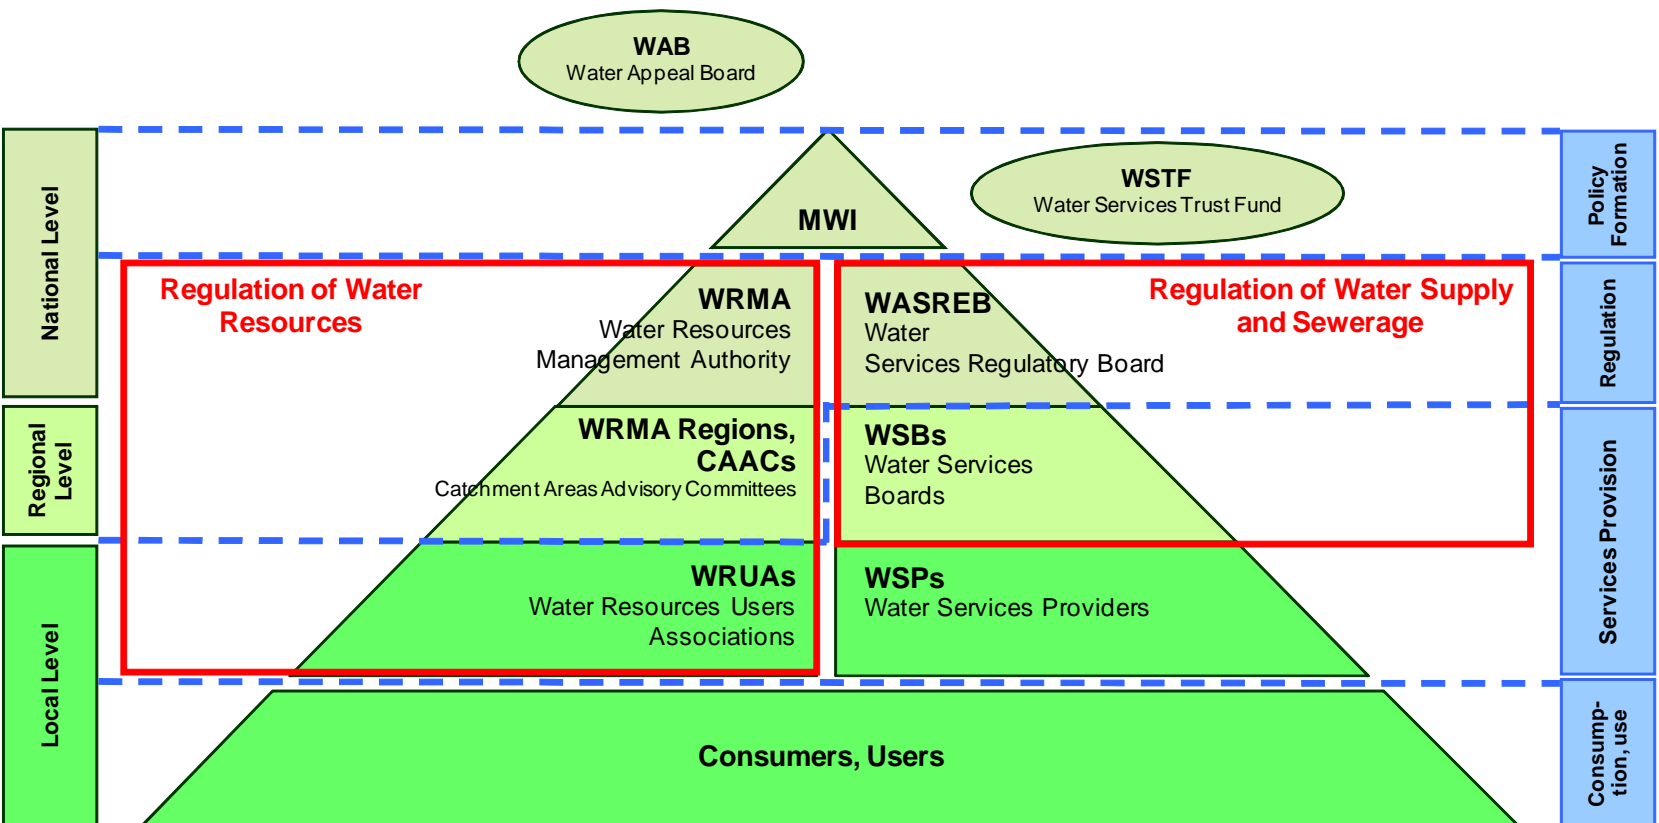 WAB
Water Appeal Board
WSTF
Water Services Trust Fund
MWI
National Level
Policy
Formation
Regulation of Water
Resources
WRMA
Water Resources
Management Authority
WASREB
Water
Services Regulatory Board
Regulation of Water Supply
and Sewerage
Regulation
Regional
Level
WRMA Regions,
CAACs
Catchment Areas Advisory Committees
WSBs
Water Services
Boards
Services Provision
Local Level
WRUAs
Water Resources Users
Associations
WSPs
Water Services Providers
Consumers, Users
Consump-
tion, use